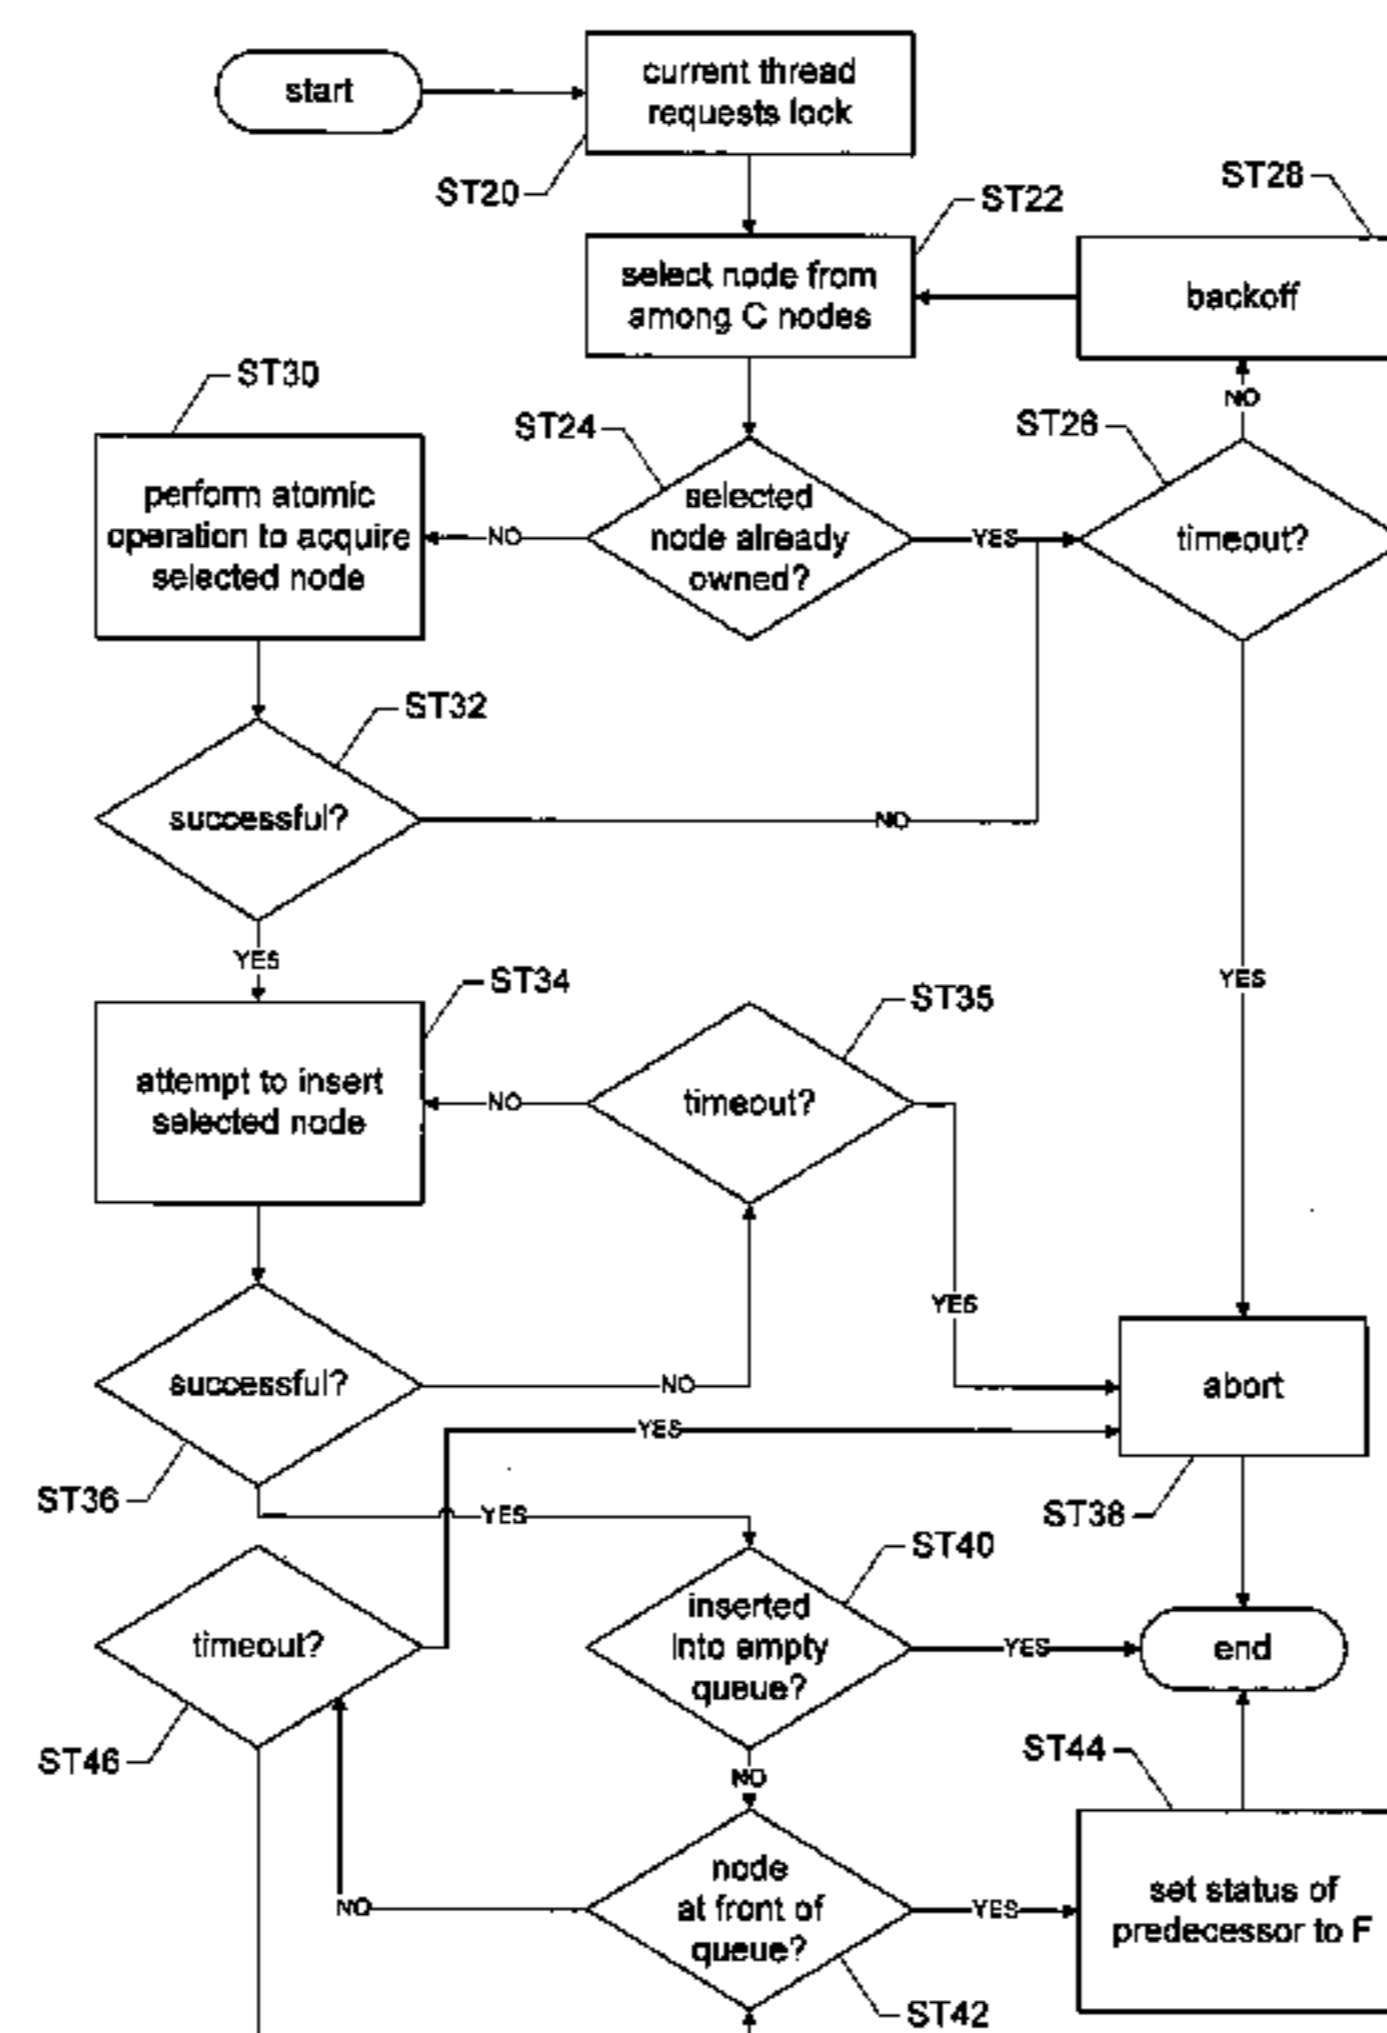 start
current thread
requests lock
ST20
ST28
ST22
select node from
among C nodes
backoff
ST30
NO
ST24
ST26
perform atomic
operation to acquire
selected node
NO
selected
node already
owned?
YES
timeout?
ST32
successful?
NO
YES
ST34
ST35
YES
attempt to insert
selected node
NO
timeout?
YES
successful?
NO
abort
YES
ST36
YES
ST38
ST40
timeout?
inserted
into empty
queue?
YES
end
ST46
ST44
NO
NO
node
at front of
queue?
YES
set status of
predecessor to F
ST42